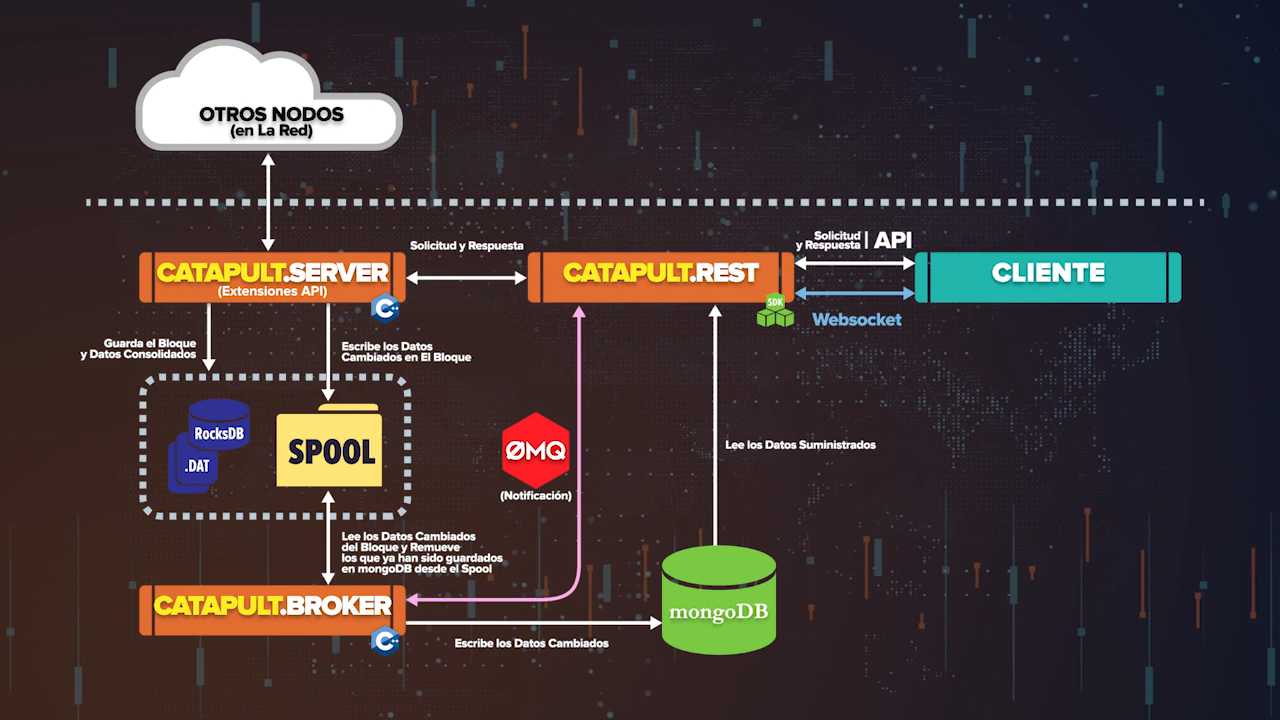 OTROS NODOS
(en La Red)
Solicitud y Respuesta
Solicitud
y Respuesta | API
CATAPULT.SERVER
(Extensiones API)
C++
CATAPULT.REST
SDK
CLIENTE
Websocket
Guarda el Bloque
y Datos Consolidados
Escribe los Datos
Cambiados en El Bloque
RocksDB
.DAT
SPOOL
ØMQ
(Notificación)
Lee los Datos Suministrados
Lee los Datos Cambiados
del Bloque y Remueve
los que ya han sido guardados
en mongoDB desde el Spool
CATAPULT.BROKER
C++
mongoDB
Escribe los Datos Cambiados